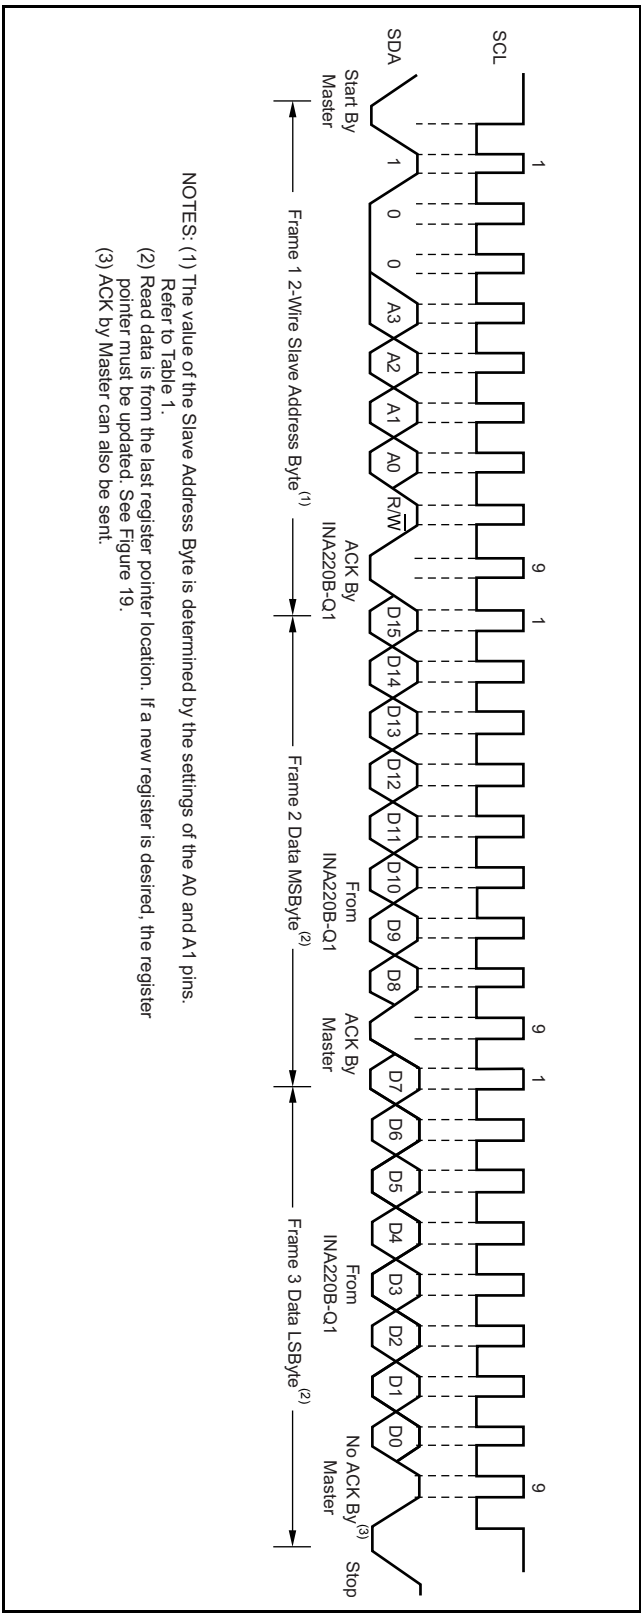 1 9 1 9 1 9
SCL
SDA 1 0 0 A3 A2 A1 A0 R/W D15 D14 D13 D12 D11 D10 D9 D8 D7 D6 D5 D4 D3 D2 D1 D0
Start By
Master
ACK By
INA220B-Q1
From
INA220B-Q1
ACK By
Master
From
INA220B-Q1
No ACK By(3)
Master
Stop
Frame 1 2-Wire Slave Address Byte(1)
Frame 2 Data MSByte(2)
Frame 3 Data LSByte(2)
NOTES: (1) The value of the Slave Address Byte is determined by the settings of the A0 and A1 pins.
Refer to Table 1.
(2) Read data is from the last register pointer location. If a new register is desired, the register
pointer must be updated. See Figure 19.
(3) ACK by Master can also be sent.